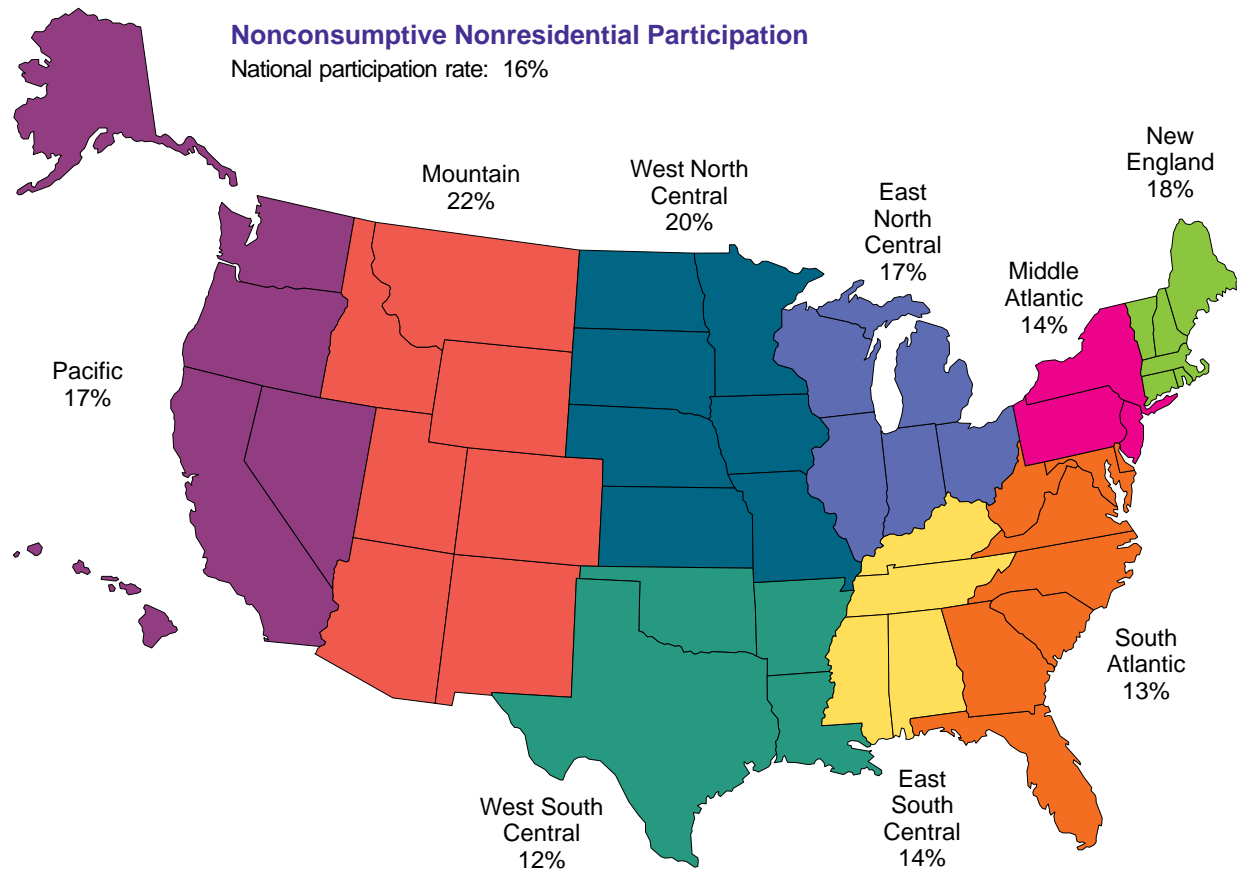 Nonconsumptive Nonresidential Participation
National participation rate: 16%
New
England
18%
Mountain
22%
West North
Central
20%
East
North
Central
17%
Middle
Atlantic
14%
Pacific
17%
South
Atlantic
13%
West South
Central
12%
East
South
Central
14%